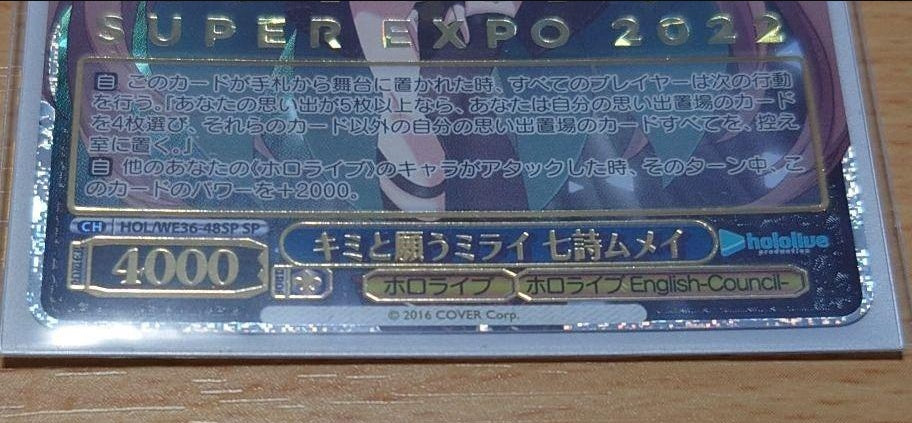 SUPER EXPO 2022
自 このカードが手札から舞台に置かれた時、すべてのプレイヤーは次の行動
を行う。「あなたの思い出が5枚以上なら、あなたは自分の思い出置場のカード
を4枚選び、それらのカード以外の自分の思い出置場のカードすべてを、控え
室に置く。」
自 他のあなたの《ホロライブ》のキャラがアタックした時、そのターン中、こ
のカードのパワーを+2000。
CH HOL/WE36-48SP SP
キミと願うミライ 七詩ムメイ
hololive
production
4000
ホロライブ
ホロライブ English-Council-
© 2016 COVER Corp.